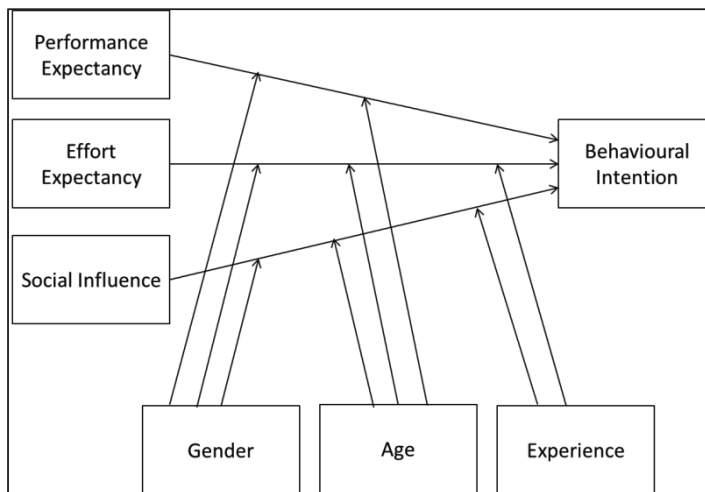 Performance
Expectancy
Effort
Expectancy
Behavioural
Intention
Social Influence
Gender
Age
Experience